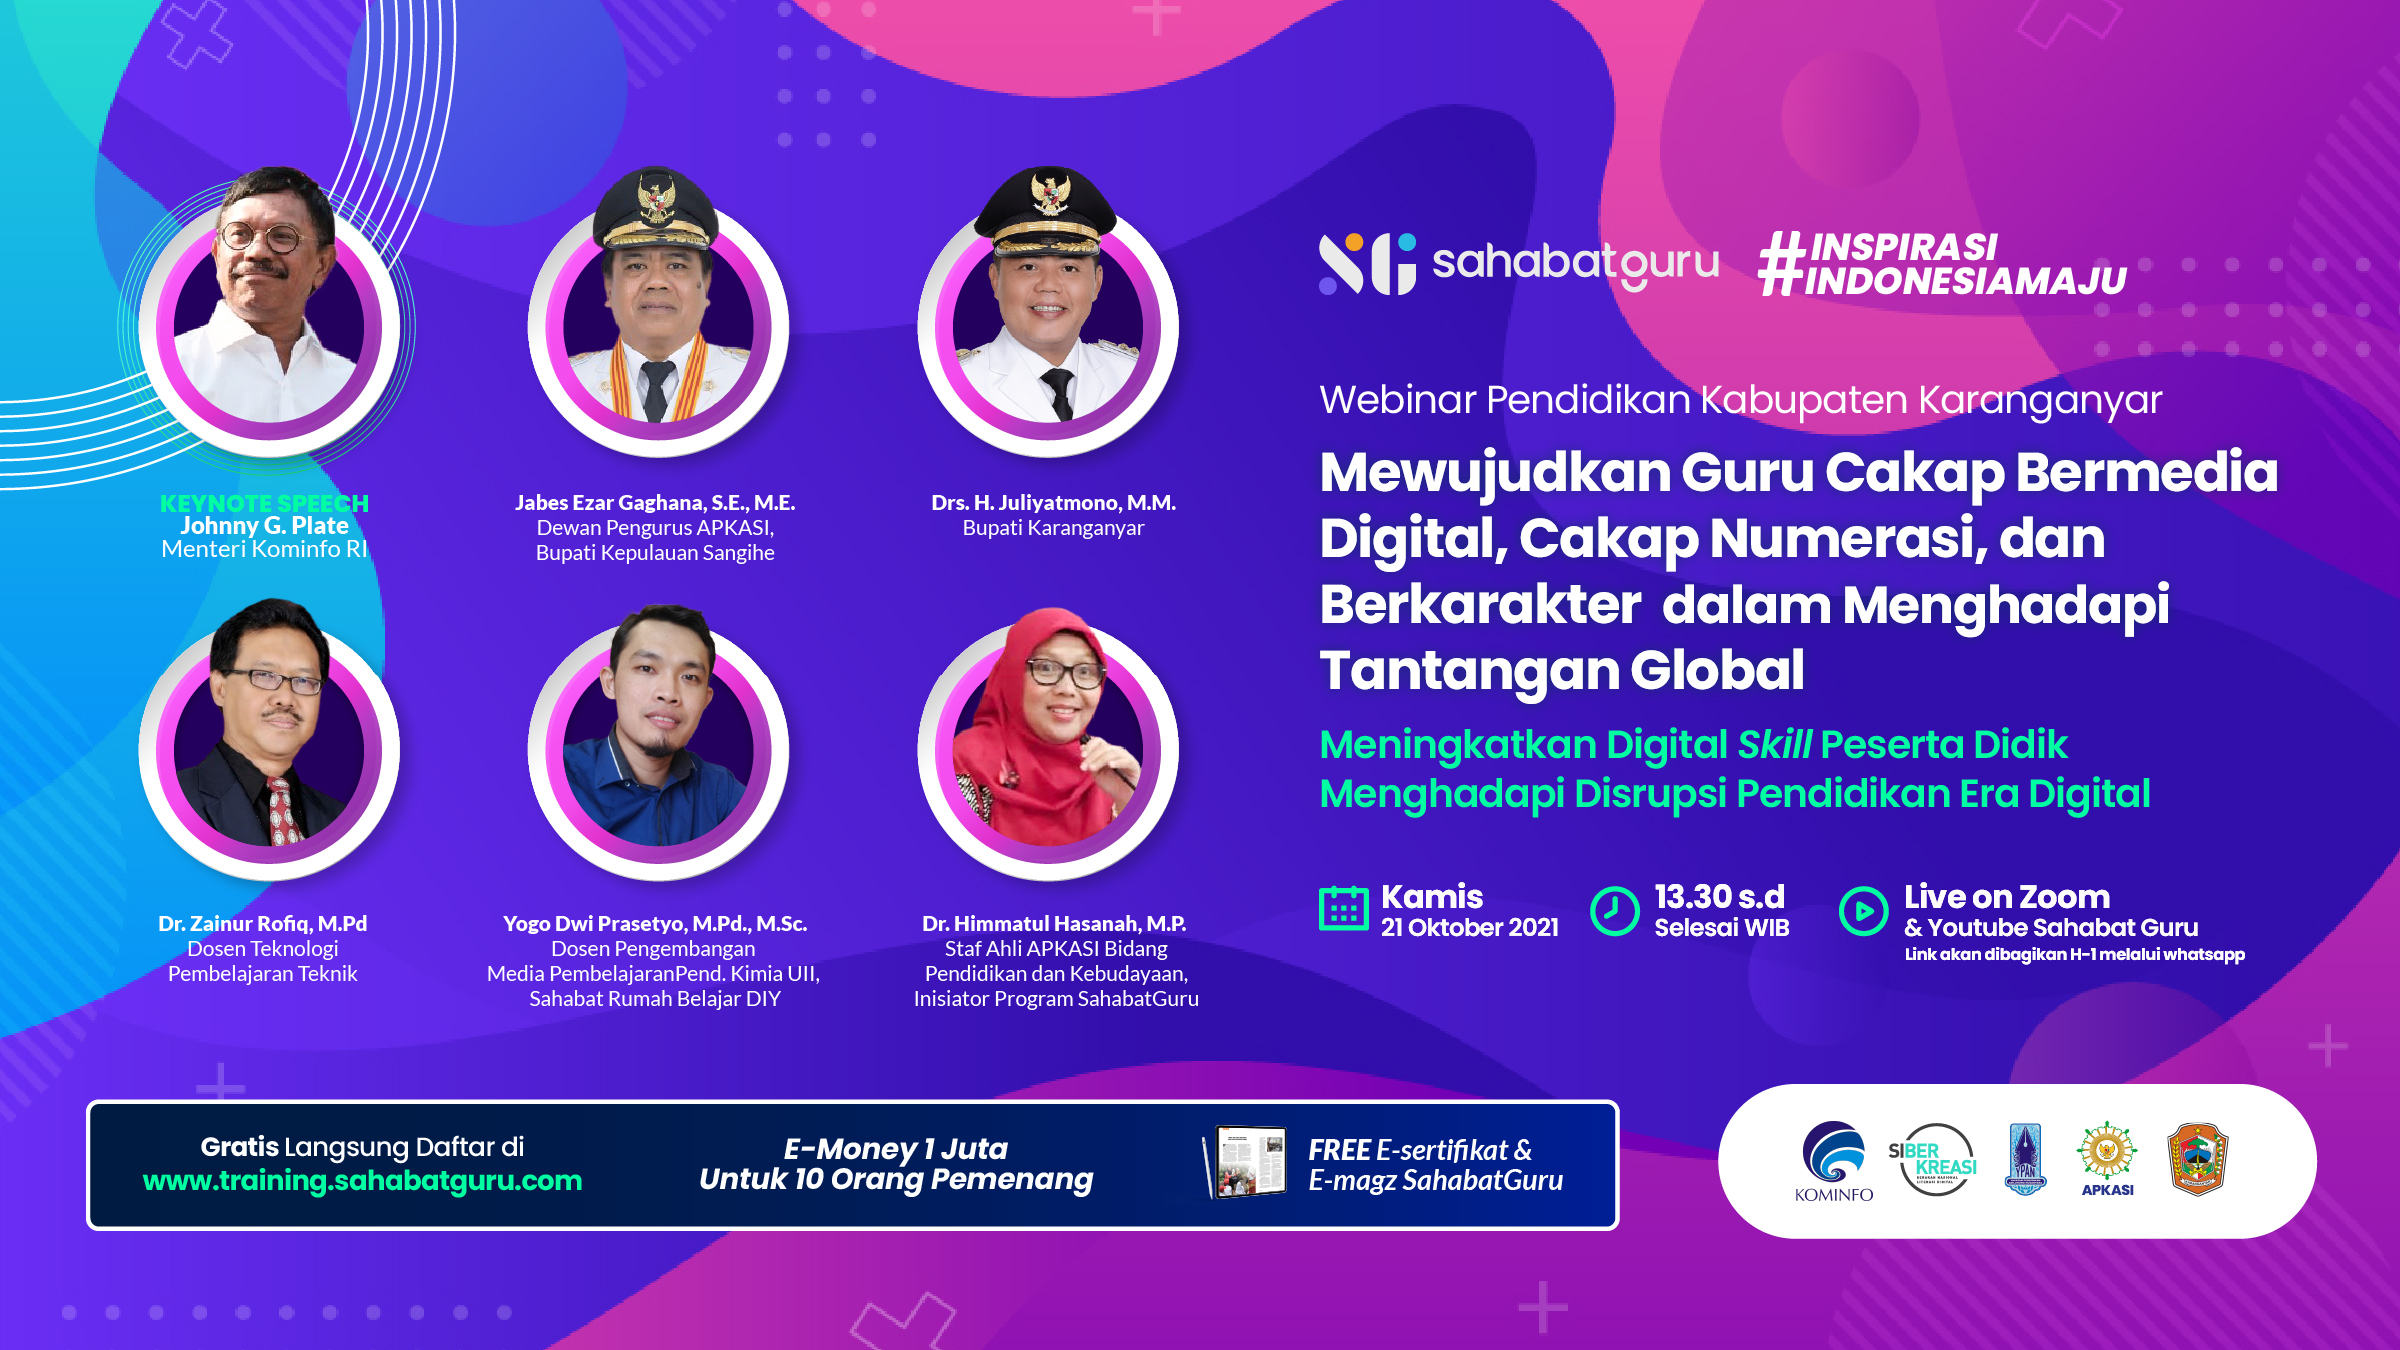 KEYNOTE SPEECH
Johnny G. Plate
Menteri Kominfo RI
Jabes Ezar Gaghana, S.E., M.E.
Dewan Pengurus APKASI,
Bupati Kepulauan Sangihe
Drs. H. Juliyatmono, M.M.
Bupati Karanganyar
Dr. Zainur Rofiq, M.Pd
Dosen Teknologi
Pembelajaran Teknik
Yogo Dwi Prasetyo, M.Pd., M.Sc.
Dosen Pengembangan
Media PembelajaranPend. Kimia UII,
Sahabat Rumah Belajar DIY
Dr. Himmatul Hasanah, M.P.
Staf Ahli APKASI Bidang
Pendidikan dan Kebudayaan,
Inisiator Program SahabatGuru
SG sahabatguru
#INSPIRASI
INDONESIAMAJU
Webinar Pendidikan Kabupaten Karanganyar
Mewujudkan Guru Cakap Bermedia
Digital, Cakap Numerasi, dan
Berkarakter dalam Menghadapi
Tantangan Global
Meningkatkan Digital Skill Peserta Didik
Menghadapi Disrupsi Pendidikan Era Digital
Kamis
21 Oktober 2021
13.30 s.d
Selesai WIB
Live on Zoom
& Youtube Sahabat Guru
Link akan dibagikan H-1 melalui whatsapp
Gratis Langsung Daftar di
www.training.sahabatguru.com
E-Money 1 Juta
Untuk 10 Orang Pemenang
FREE E-sertifikat &
E-magz SahabatGuru
KOMINFO
SIBER
KREASI
GERAKAN NASIONAL
LITERASI DIGITAL
YPAN
APKASI